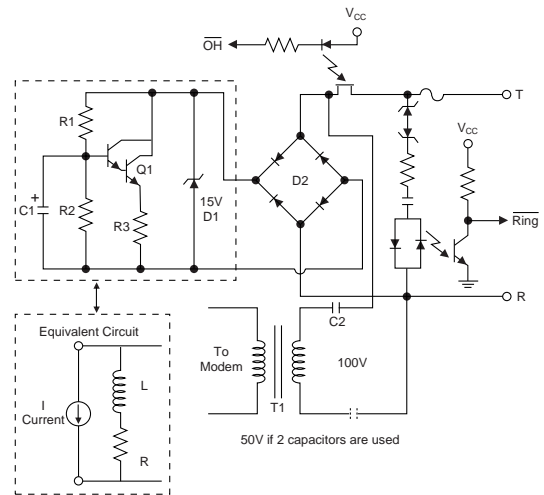 VCC
OH
T
R1
Q1
C1
+
R2
R3
15V
D1
D2
VCC
Ring
R
Equivalent Circuit
I
Current
L
R
To
Modem
T1
C2
100V
50V if 2 capacitors are used